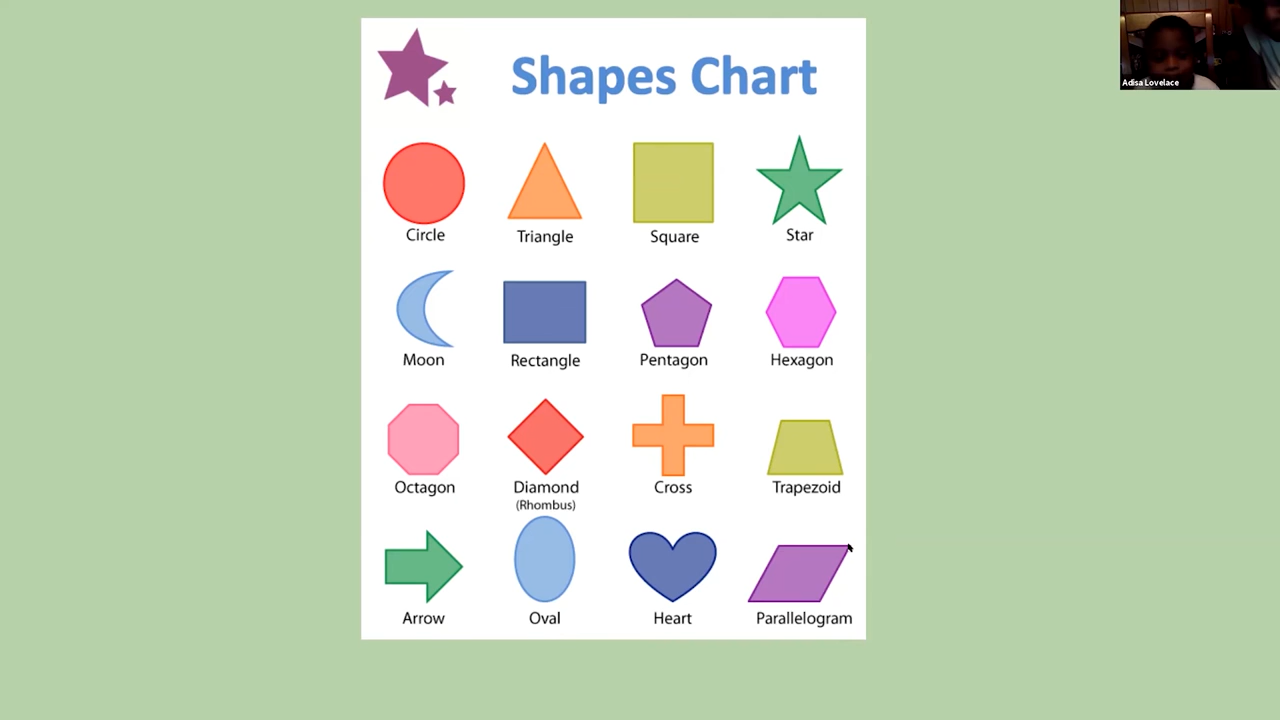 Shapes Chart
Adisa Lovelace
Circle
Triangle
Square
Star
Moon
Rectangle
Pentagon
Hexagon
Octagon
Diamond
(Rhombus)
Cross
Trapezoid
Arrow
Oval
Heart
Parallelogram